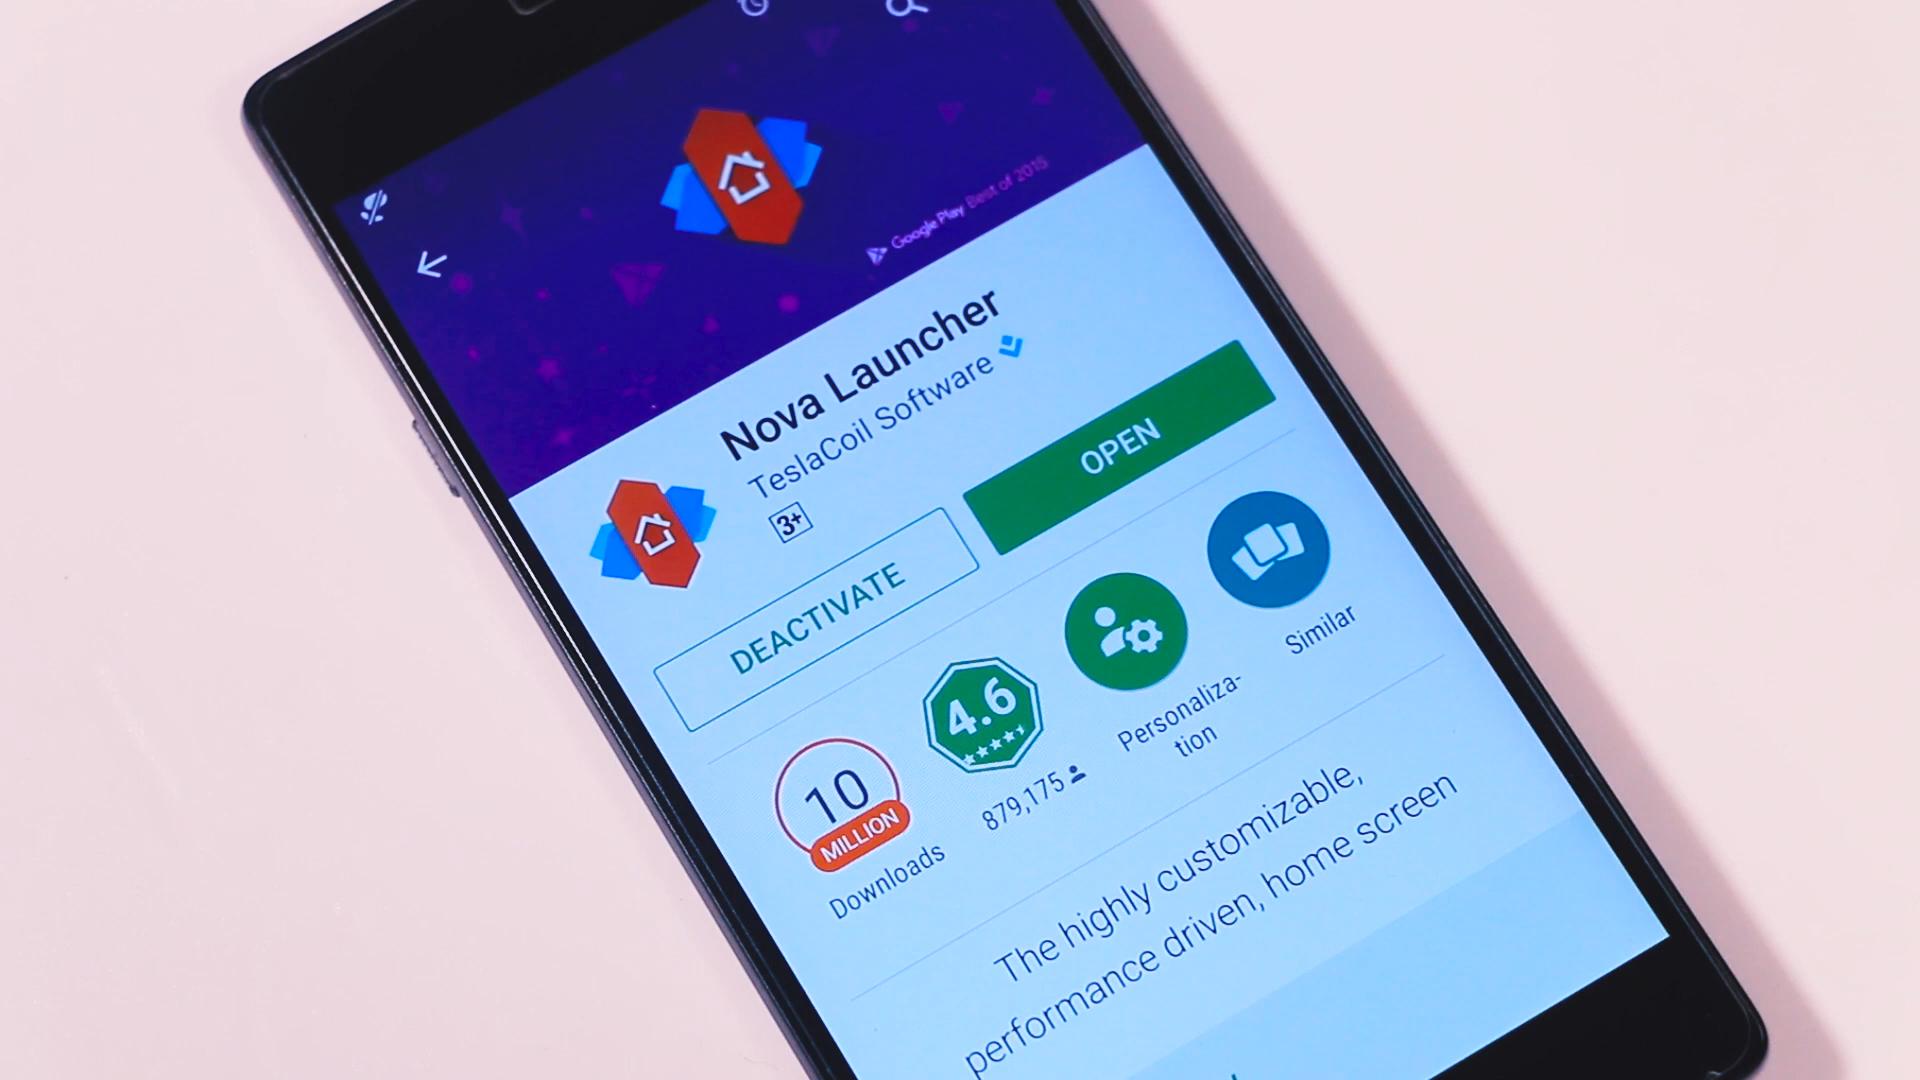 Google Play Best of 2015
Nova Launcher
TeslaCoil Software
3+
DEACTIVATE
OPEN
10
MILLION
Downloads
4.6
879,175
Personaliza-
tion
Similar
The highly customizable,
performance driven, home screen